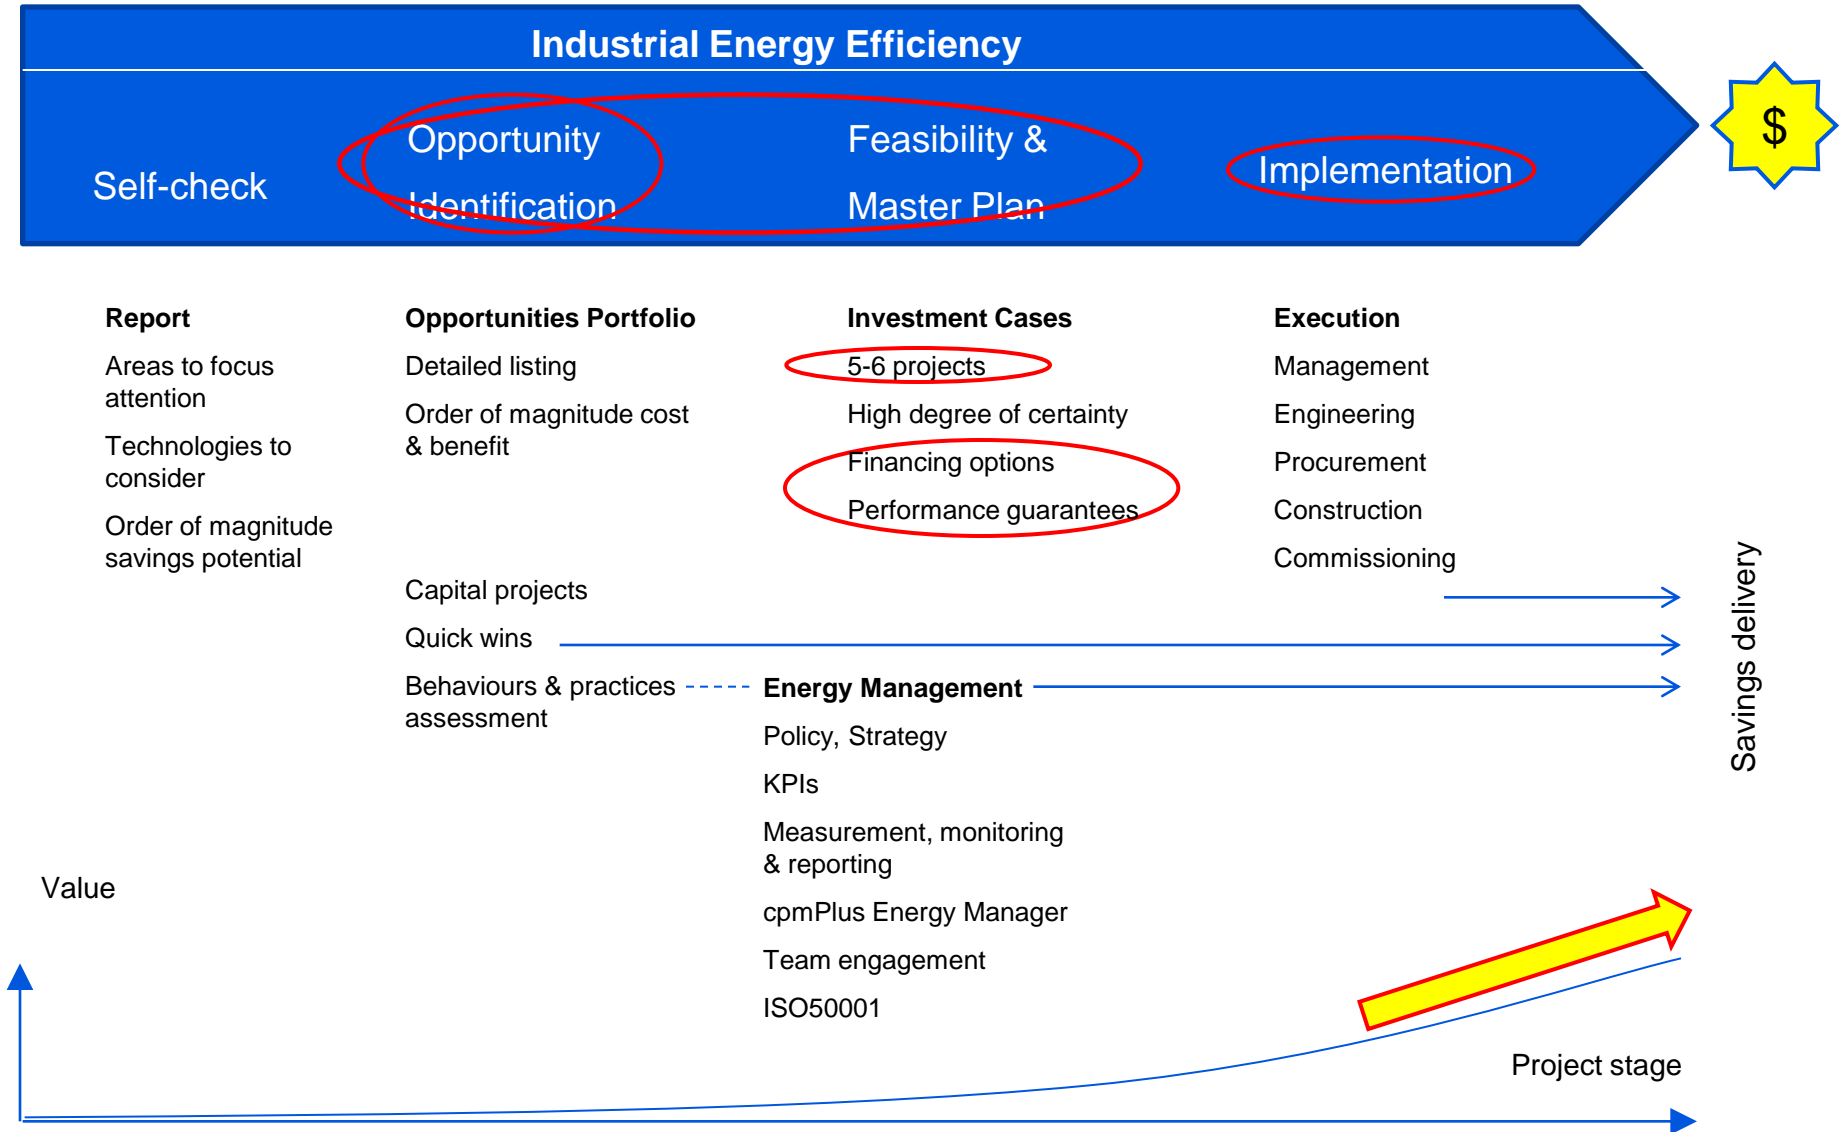 Industrial Energy Efficiency
Self-check
Opportunity
Identification
Feasibility &
Master Plan
Implementation
$
Report
Areas to focus
attention
Technologies to
consider
Order of magnitude
savings potential
Opportunities Portfolio
Detailed listing
Order of magnitude cost
& benefit
Capital projects
Quick wins
Behaviours & practices
assessment
Investment Cases
5-6 projects
High degree of certainty
Financing options
Performance guarantees
Energy Management
Policy, Strategy
KPIs
Measurement, monitoring
& reporting
cpmPlus Energy Manager
Team engagement
ISO50001
Execution
Management
Engineering
Procurement
Construction
Commissioning
Savings delivery
Value
Project stage